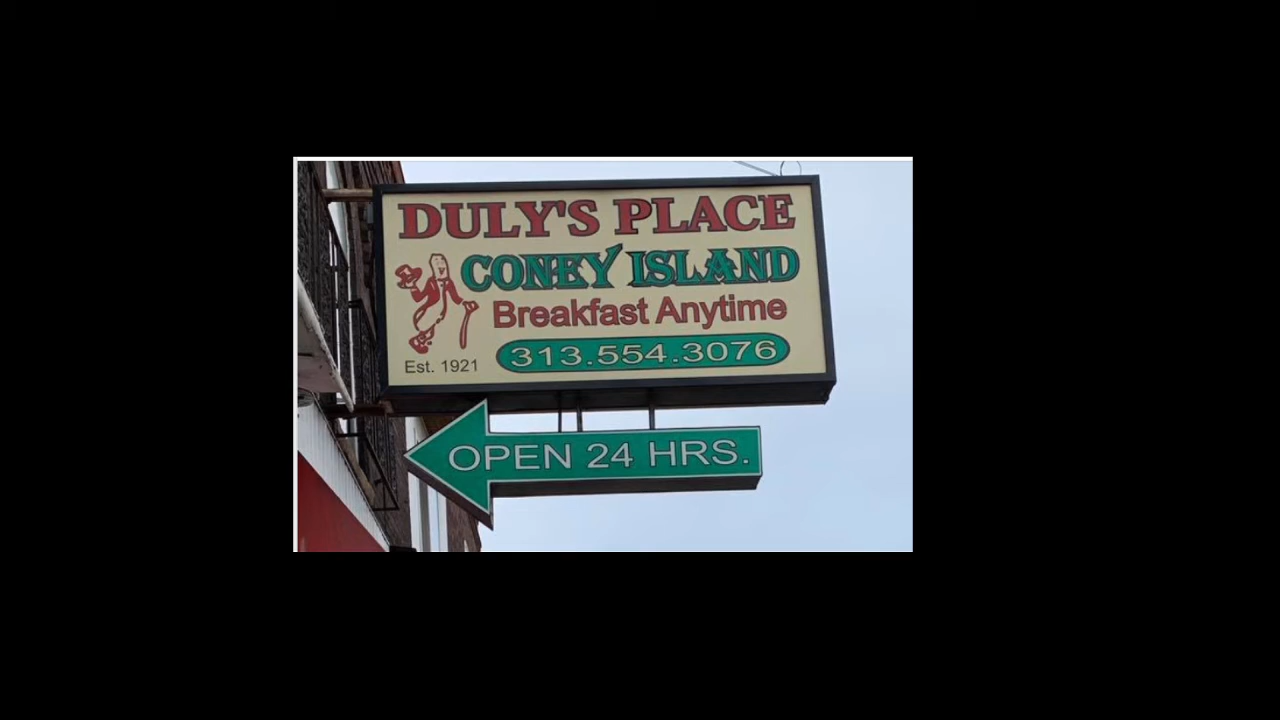 DULY'S PLACE
CONEY ISLAND
Breakfast Anytime
313.554.3076
Est. 1921
OPEN 24 HRS.